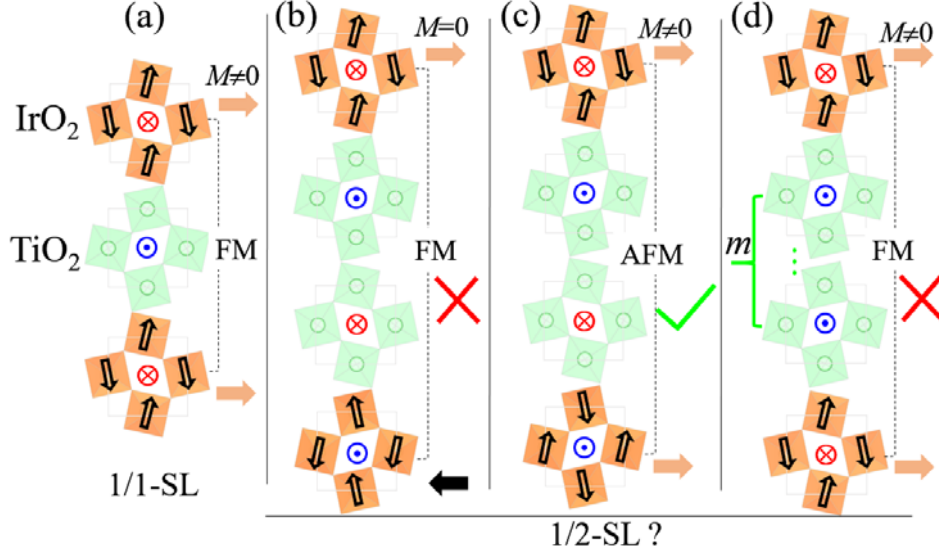 (a)
(b)
(c)
(d)
M≠0
M=0
M≠0
M≠0
IrO₂
TiO₂
FM
FM
AFM
m
FM
1/1-SL
1/2-SL ?